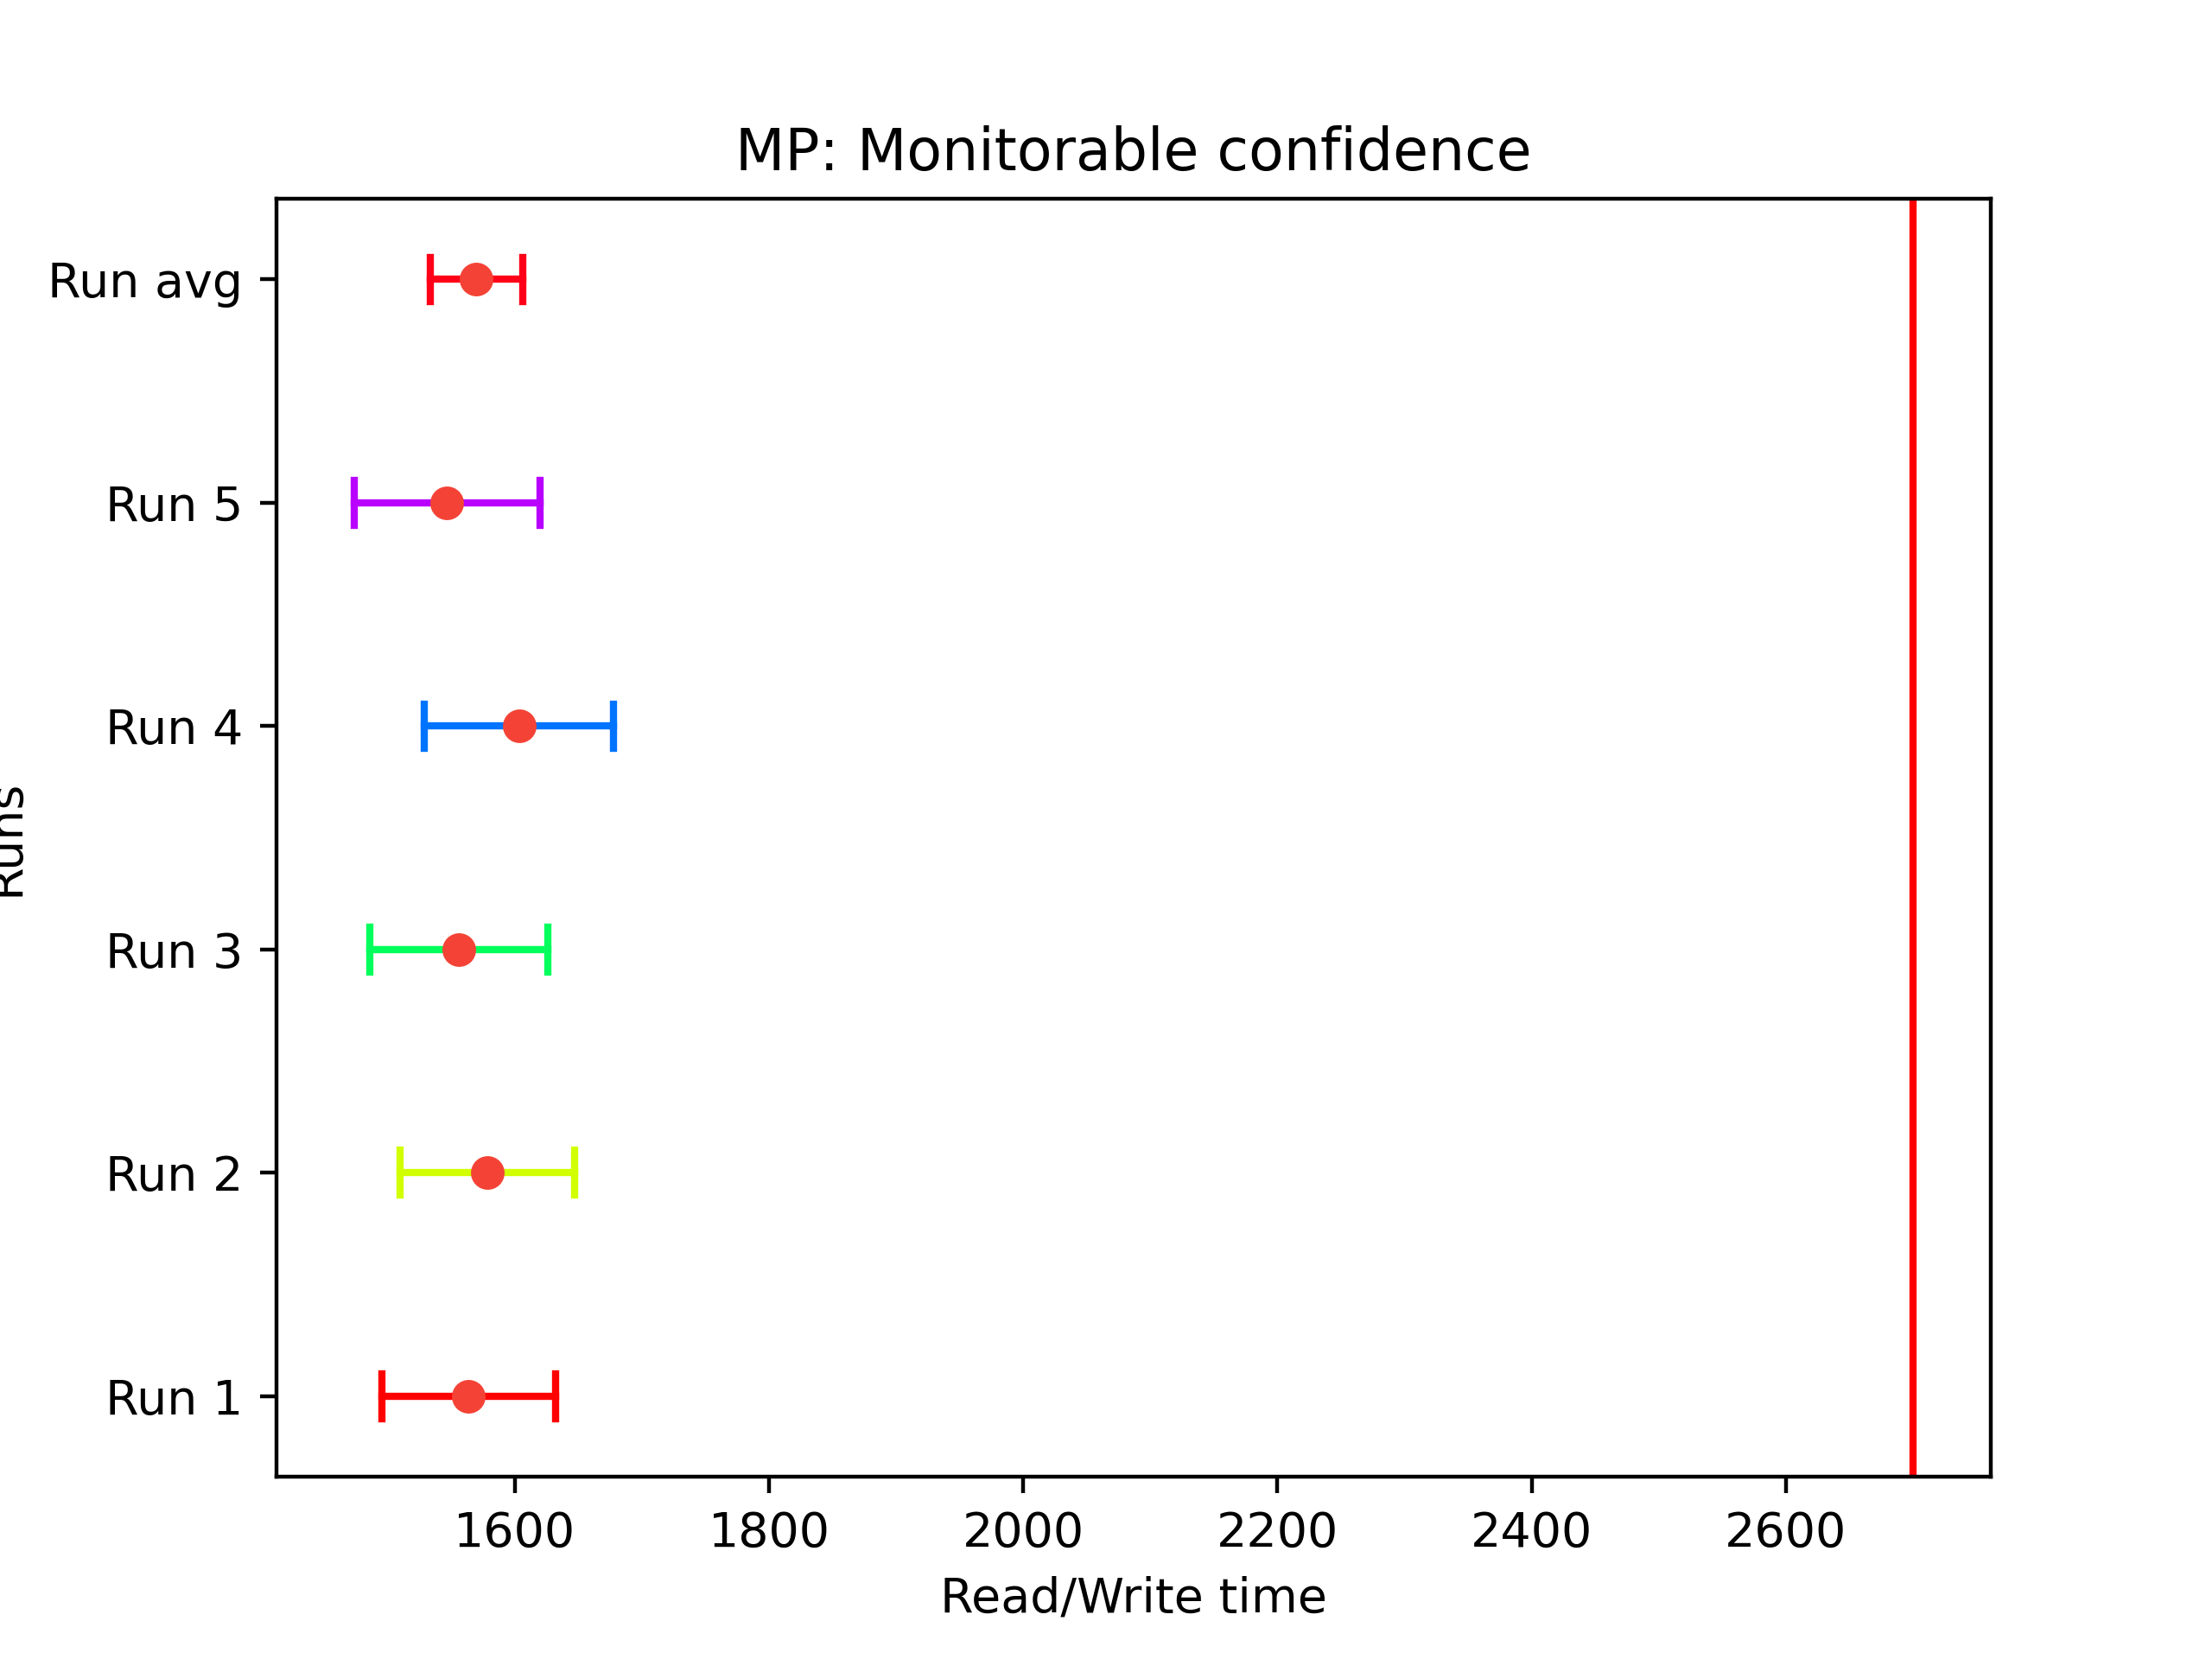 MP: Monitorable confidence
Run avg
Run 5
Run 4
Runs
Run 3
Run 2
Run 1
1600 1800 2000 2200 2400 2600
Read/Write time